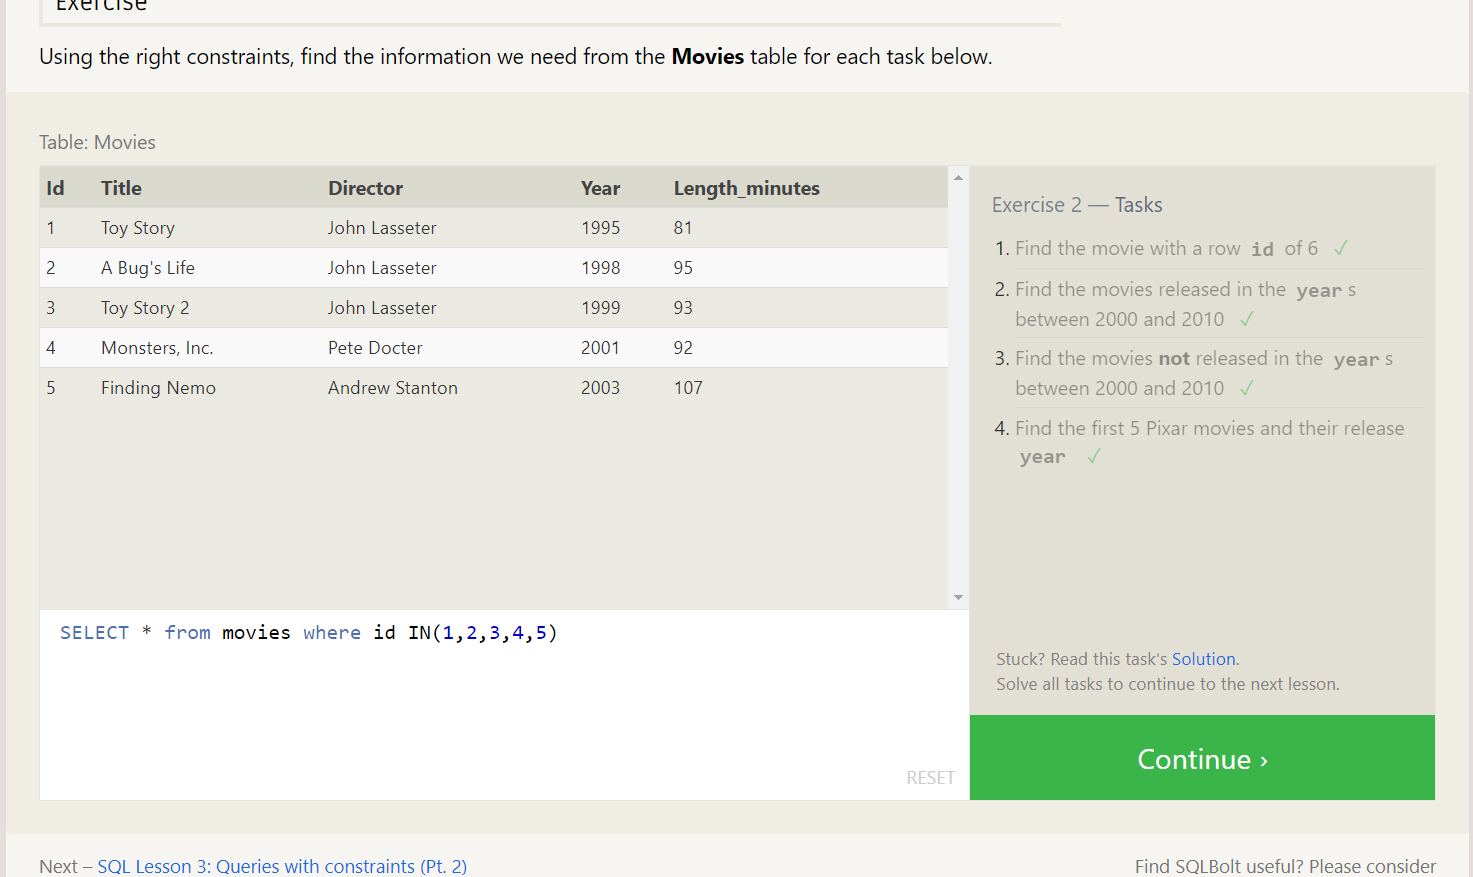 Exercise
Using the right constraints, find the information we need from the Movies table for each task below.
Table: Movies
Id Title Director Year Length_minutes
1 Toy Story John Lasseter 1995 81
2 A Bug's Life John Lasseter 1998 95
3 Toy Story 2 John Lasseter 1999 93
4 Monsters, Inc. Pete Docter 2001 92
5 Finding Nemo Andrew Stanton 2003 107
SELECT * from movies where id IN(1,2,3,4,5)
RESET
Exercise 2 — Tasks
1. Find the movie with a row id of 6 ✓
2. Find the movies released in the year s
between 2000 and 2010 ✓
3. Find the movies not released in the year s
between 2000 and 2010 ✓
4. Find the first 5 Pixar movies and their release
year ✓
Stuck? Read this task's Solution.
Solve all tasks to continue to the next lesson.
Continue ›
Next – SQL Lesson 3: Queries with constraints (Pt. 2)
Find SQLBolt useful? Please consider